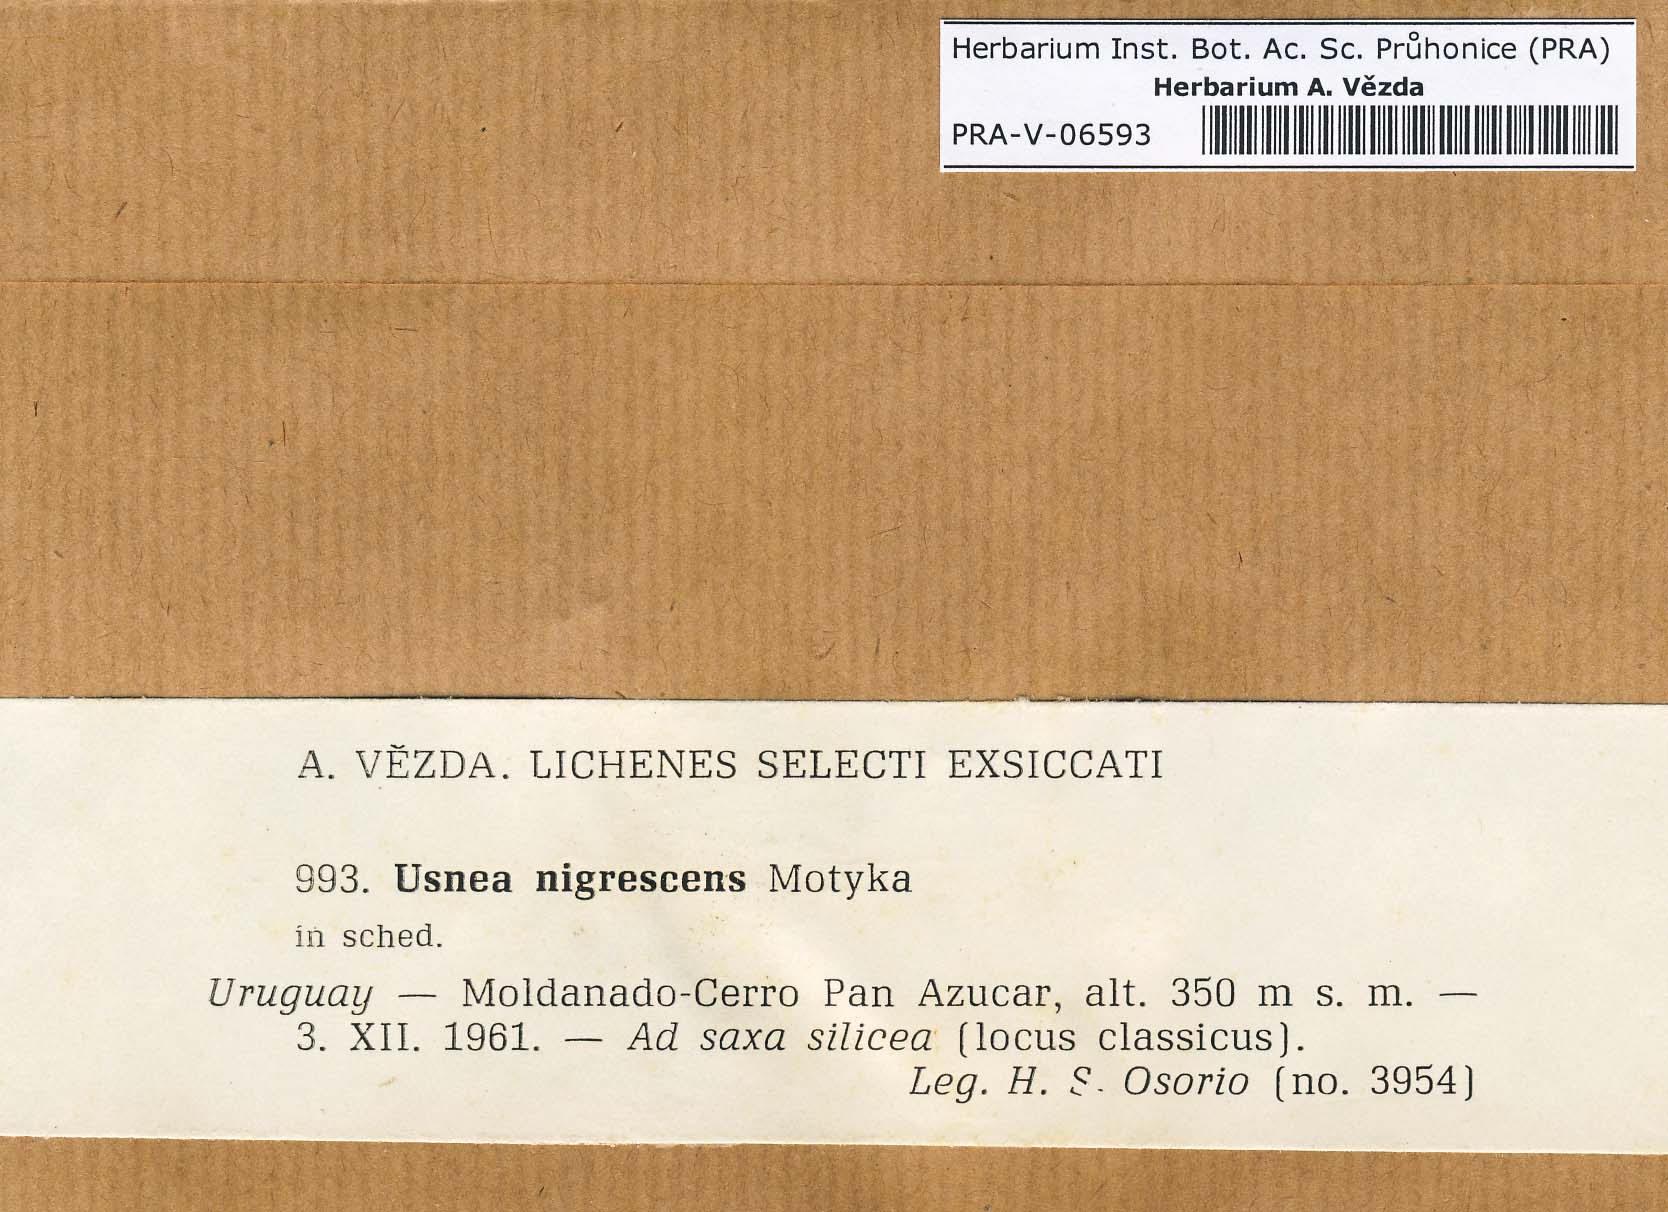 Herbarium Inst. Bot. Ac. Sc. Průhonice (PRA)
Herbarium A. Vězda
PRA-V-06593
A. VĚZDA. LICHENES SELECTI EXSICCATI
993. Usnea nigrescens Motyka
in sched.
Uruguay — Moldanado-Cerro Pan Azucar, alt. 350 m s. m. —
3. XII. 1961. — Ad saxa silicea (locus classicus).
Leg. H. S. Osorio (no. 3954)